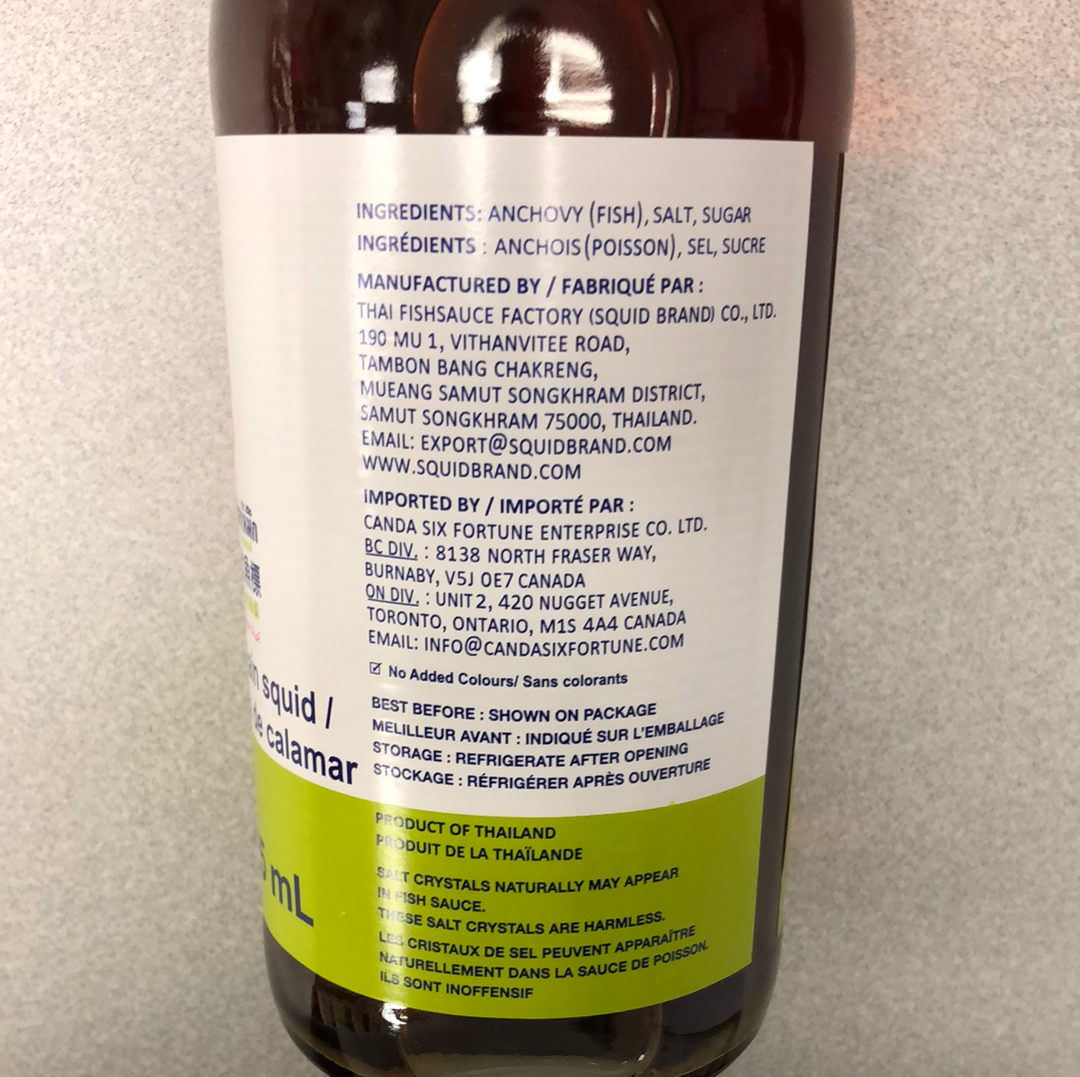 INGREDIENTS: ANCHOVY (FISH), SALT, SUGAR
INGRÉDIENTS : ANCHOIS(POISSON), SEL, SUCRE
MANUFACTURED BY / FABRIQUÉ PAR :
THAI FISHSAUCE FACTORY (SQUID BRAND) CO., LTD.
190 MU 1, VITHANVITEE ROAD,
TAMBON BANG CHAKRENG,
MUEANG SAMUT SONGKHRAM DISTRICT,
SAMUT SONGKHRAM 75000, THAILAND.
EMAIL: EXPORT@SQUIDBRAND.COM
WWW.SQUIDBRAND.COM
IMPORTED BY / IMPORTÉ PAR :
CANDA SIX FORTUNE ENTERPRISE CO. LTD.
BC DIV. : 8138 NORTH FRASER WAY,
BURNABY, V5J 0E7 CANADA
ON DIV. : UNIT 2, 420 NUGGET AVENUE,
TORONTO, ONTARIO, M1S 4A4 CANADA
EMAIL: INFO@CANDASIXFORTUNE.COM
☑ No Added Colours/ Sans colorants
BEST BEFORE : SHOWN ON PACKAGE
MELILLEUR AVANT : INDIQUÉ SUR L'EMBALLAGE
STORAGE : REFRIGERATE AFTER OPENING
STOCKAGE : RÉFRIGÉRER APRÈS OUVERTURE
squid /
de calamar
mL
PRODUCT OF THAILAND
PRODUIT DE LA THAÏLANDE
SALT CRYSTALS NATURALLY MAY APPEAR
IN FISH SAUCE.
THESE SALT CRYSTALS ARE HARMLESS.
LES CRISTAUX DE SEL PEUVENT APPARAÎTRE
NATURELLEMENT DANS LA SAUCE DE POISSON.
ILS SONT INOFFENSIF